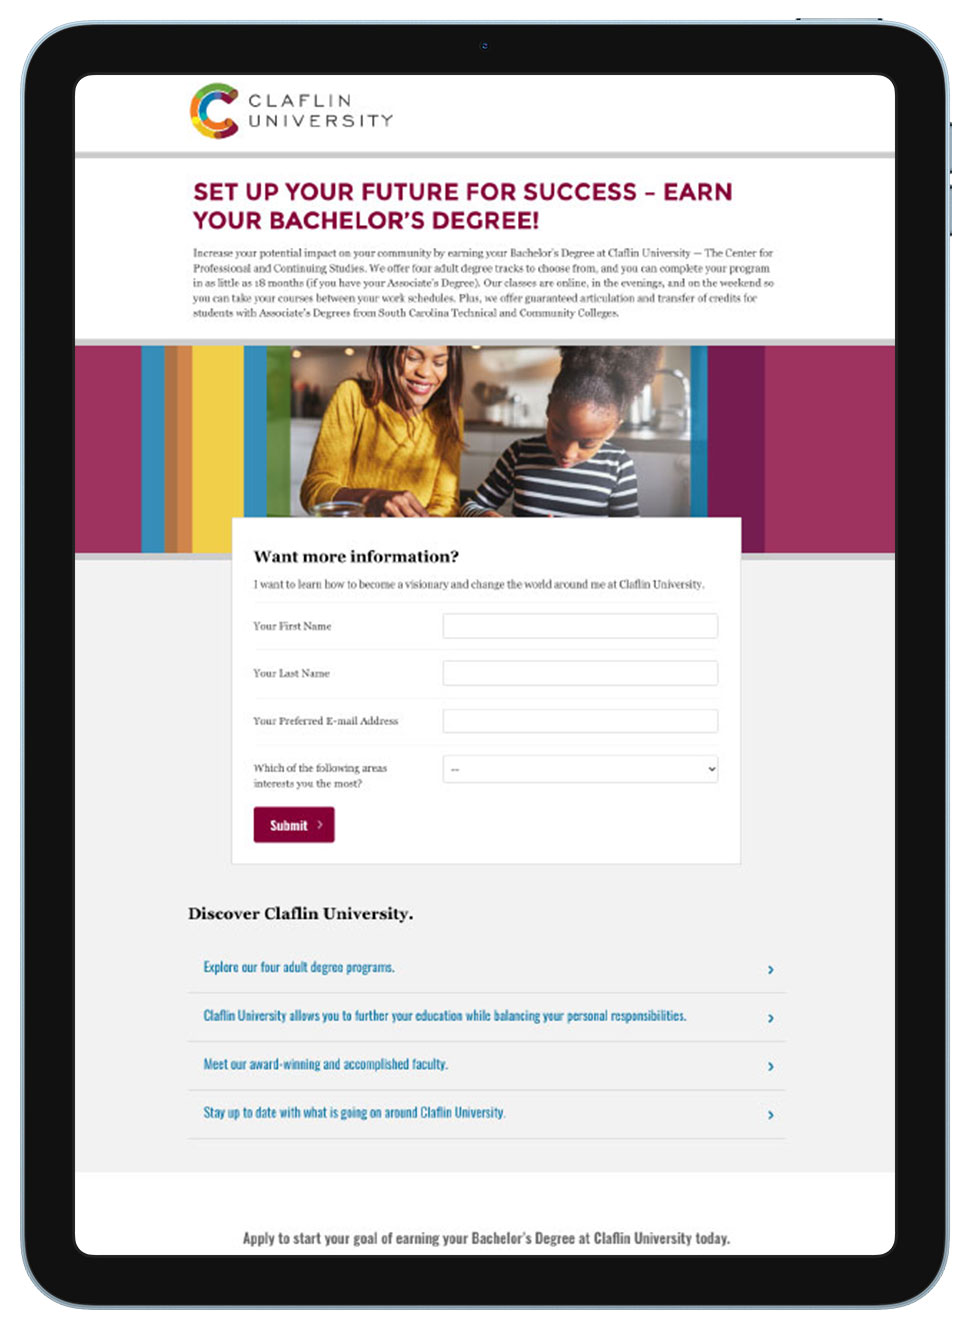 CLAFLIN
UNIVERSITY
SET UP YOUR FUTURE FOR SUCCESS – EARN
YOUR BACHELOR'S DEGREE!
Increase your potential impact on your community by earning your Bachelor's Degree at Claflin University — The Center for
Professional and Continuing Studies. We offer four adult degree tracks to choose from, and you can complete your program
in as little as 18 months (if you have your Associate's Degree). Our classes are online, in the evenings, and on the weekend so
you can take your courses between your work schedules. Plus, we offer guaranteed articulation and transfer of credits for
students with Associate's Degrees from South Carolina Technical and Community Colleges.
Want more information?
I want to learn how to become a visionary and change the world around me at Claflin University.
Your First Name
Your Last Name
Your Preferred E-mail Address
Which of the following areas
interests you the most?
--
Submit >
Discover Claflin University.
Explore our four adult degree programs.
Claflin University allows you to further your education while balancing your personal responsibilities.
Meet our award-winning and accomplished faculty.
Stay up to date with what is going on around Claflin University.
Apply to start your goal of earning your Bachelor's Degree at Claflin University today.